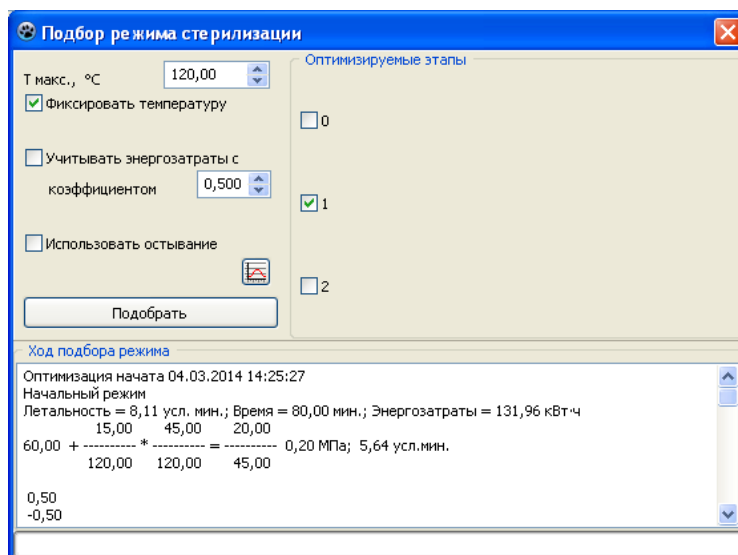 Подбор режима стерилизации
Т макс., °C
120,00
Фиксировать температуру
Учитывать энергозатраты с
коэффициентом
0,500
Использовать остывание
Подобрать
Оптимизируемые этапы
0
1
2
Ход подбора режима
Оптимизация начата 04.03.2014 14:25:27
Начальный режим
Летальность = 8,11 усл. мин.; Время = 80,00 мин.; Энергозатраты = 131,96 кВт·ч
15,00 45,00 20,00
60,00 + ---------- * ---------- = ---------- 0,20 МПа; 5,64 усл.мин.
120,00 120,00 45,00
0,50
-0,50